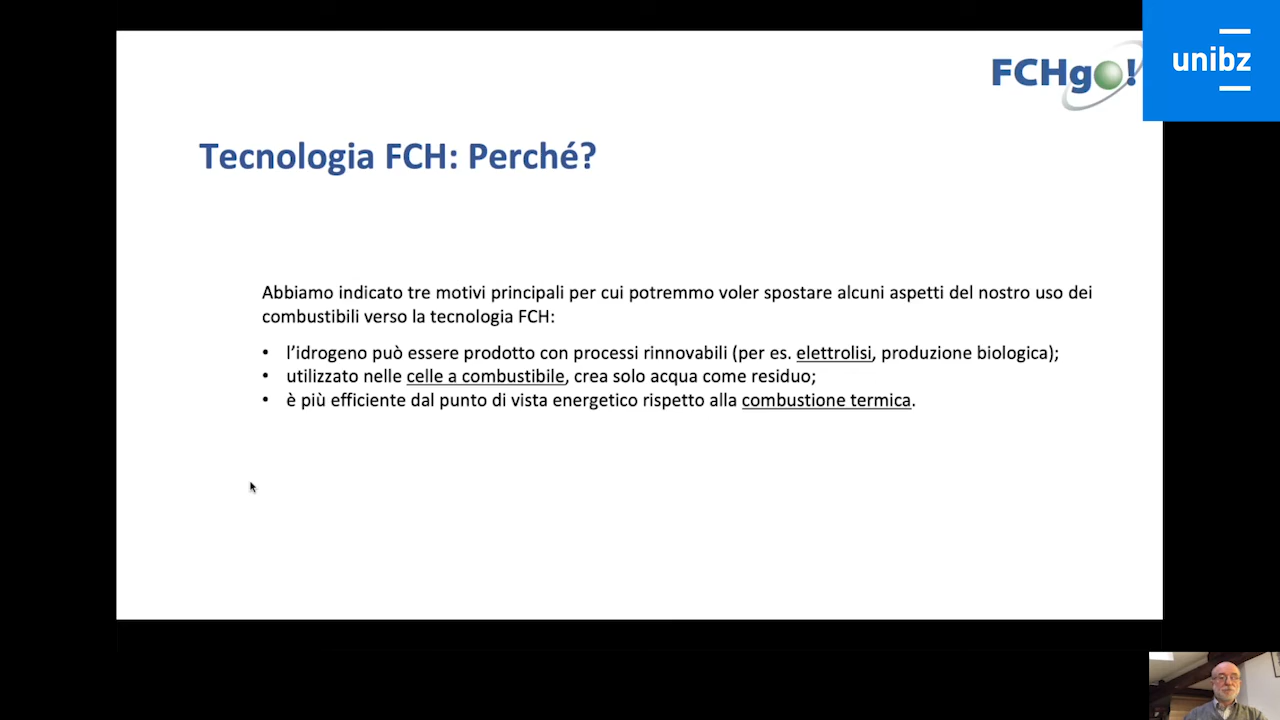 FCHgo!
unibz
Tecnologia FCH: Perché?
Abbiamo indicato tre motivi principali per cui potremmo voler spostare alcuni aspetti del nostro uso dei
combustibili verso la tecnologia FCH:
• l’idrogeno può essere prodotto con processi rinnovabili (per es. elettrolisi, produzione biologica);
• utilizzato nelle celle a combustibile, crea solo acqua come residuo;
• è più efficiente dal punto di vista energetico rispetto alla combustione termica.